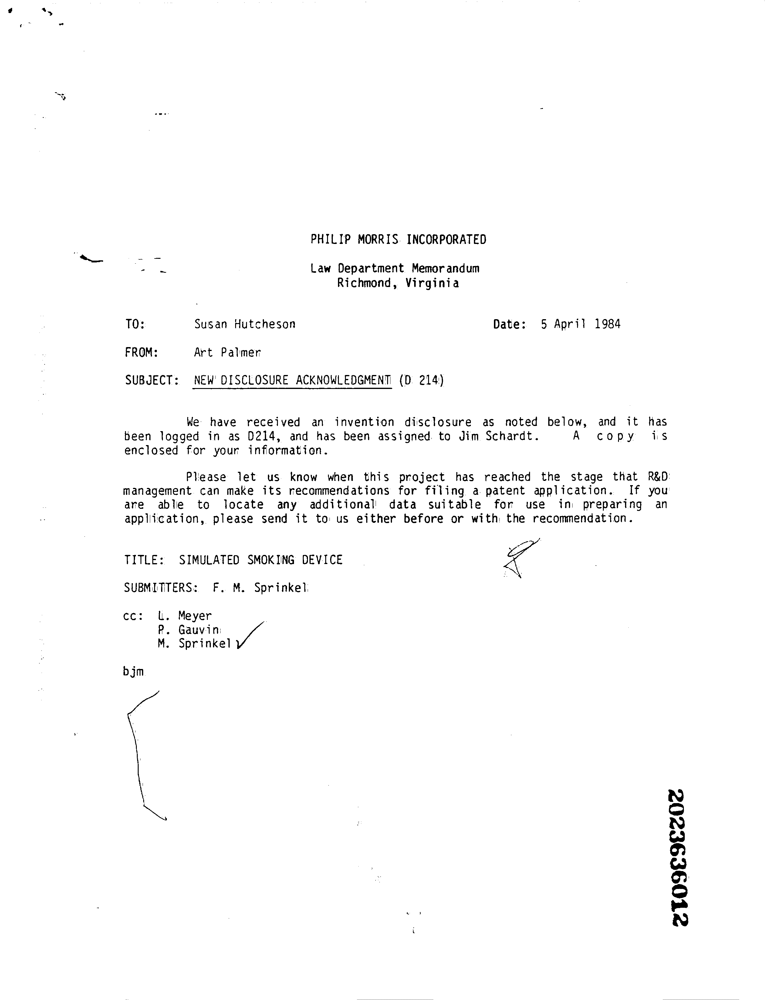 PHILIP MORRIS INCORPORATED
Law Department Memorandum
Richmond, Virginia
TO: Susan Hutcheson Date: 5 April 1984
FROM: Art Palmer
SUBJECT: NEW DISCLOSURE ACKNOWLEDGMENT (D 214)
We have received an invention disclosure as noted below, and it has
been logged in as D214, and has been assigned to Jim Schardt. A copy is
enclosed for your information.
Please let us know when this project has reached the stage that R&D
management can make its recommendations for filing a patent application. If you
are able to locate any additional data suitable for use in preparing an
application, please send it to us either before or with the recommendation.
TITLE: SIMULATED SMOKING DEVICE
SUBMITTERS: F. M. Sprinkel
cc: L. Meyer
P. Gauvin
M. Sprinkel
bjm
2023636012